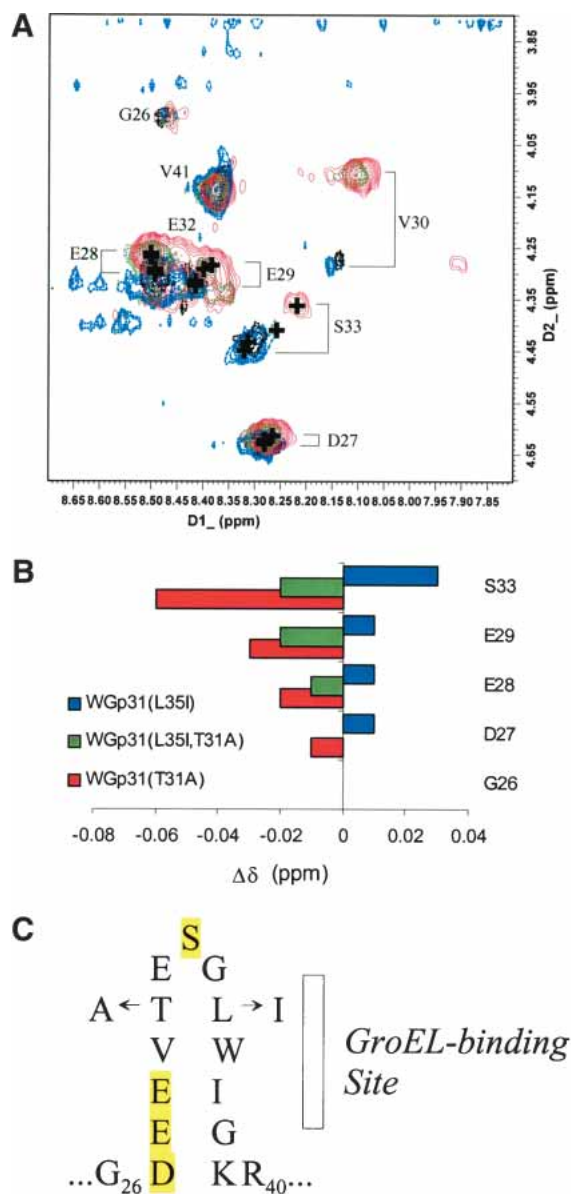 A
G26
V41
E32
E28
E29
V30
S33
D27
3.85
3.95
4.05
4.15
4.25
4.35
4.45
4.55
4.65
D2_ (ppm)
8.65 8.60 8.55 8.50 8.45 8.40 8.35 8.30 8.25 8.20 8.15 8.10 8.05 8.00 7.95 7.90 7.85
D1_ (ppm)
B
S33
E29
E28
D27
G26
WGp31(L35I)
WGp31(L35I,T31A)
WGp31(T31A)
-0.08 -0.06 -0.04 -0.02 0 0.02 0.04
Δδ (ppm)
C
S
E G
A ← T L → I
V W
E I
E G
...G26 D K R40...
GroEL-binding
Site